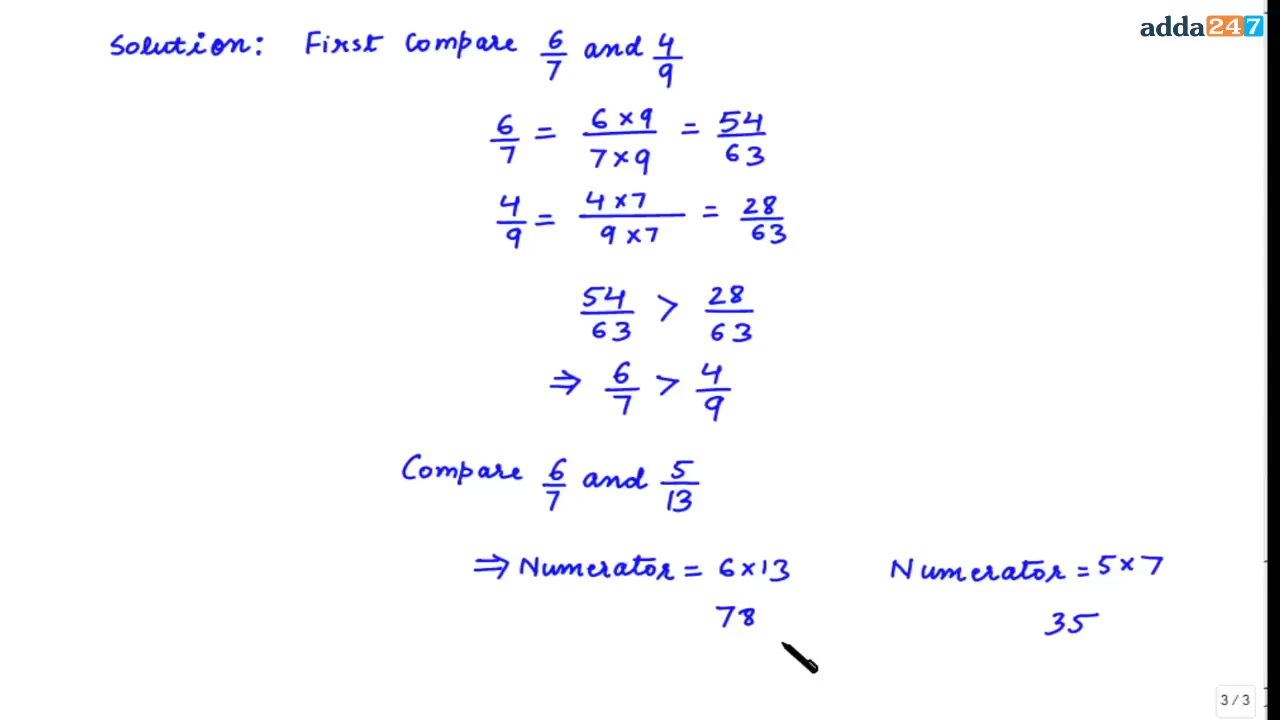 adda247
Solution: First Compare 6/7 and 4/9
6/7 = 6×9/7×9 = 54/63
4/9 = 4×7/9×7 = 28/63
54/63 > 28/63
⇒ 6/7 > 4/9
Compare 6/7 and 5/13
⇒ Numerator = 6×13 Numerator = 5×7
78 35
3/3